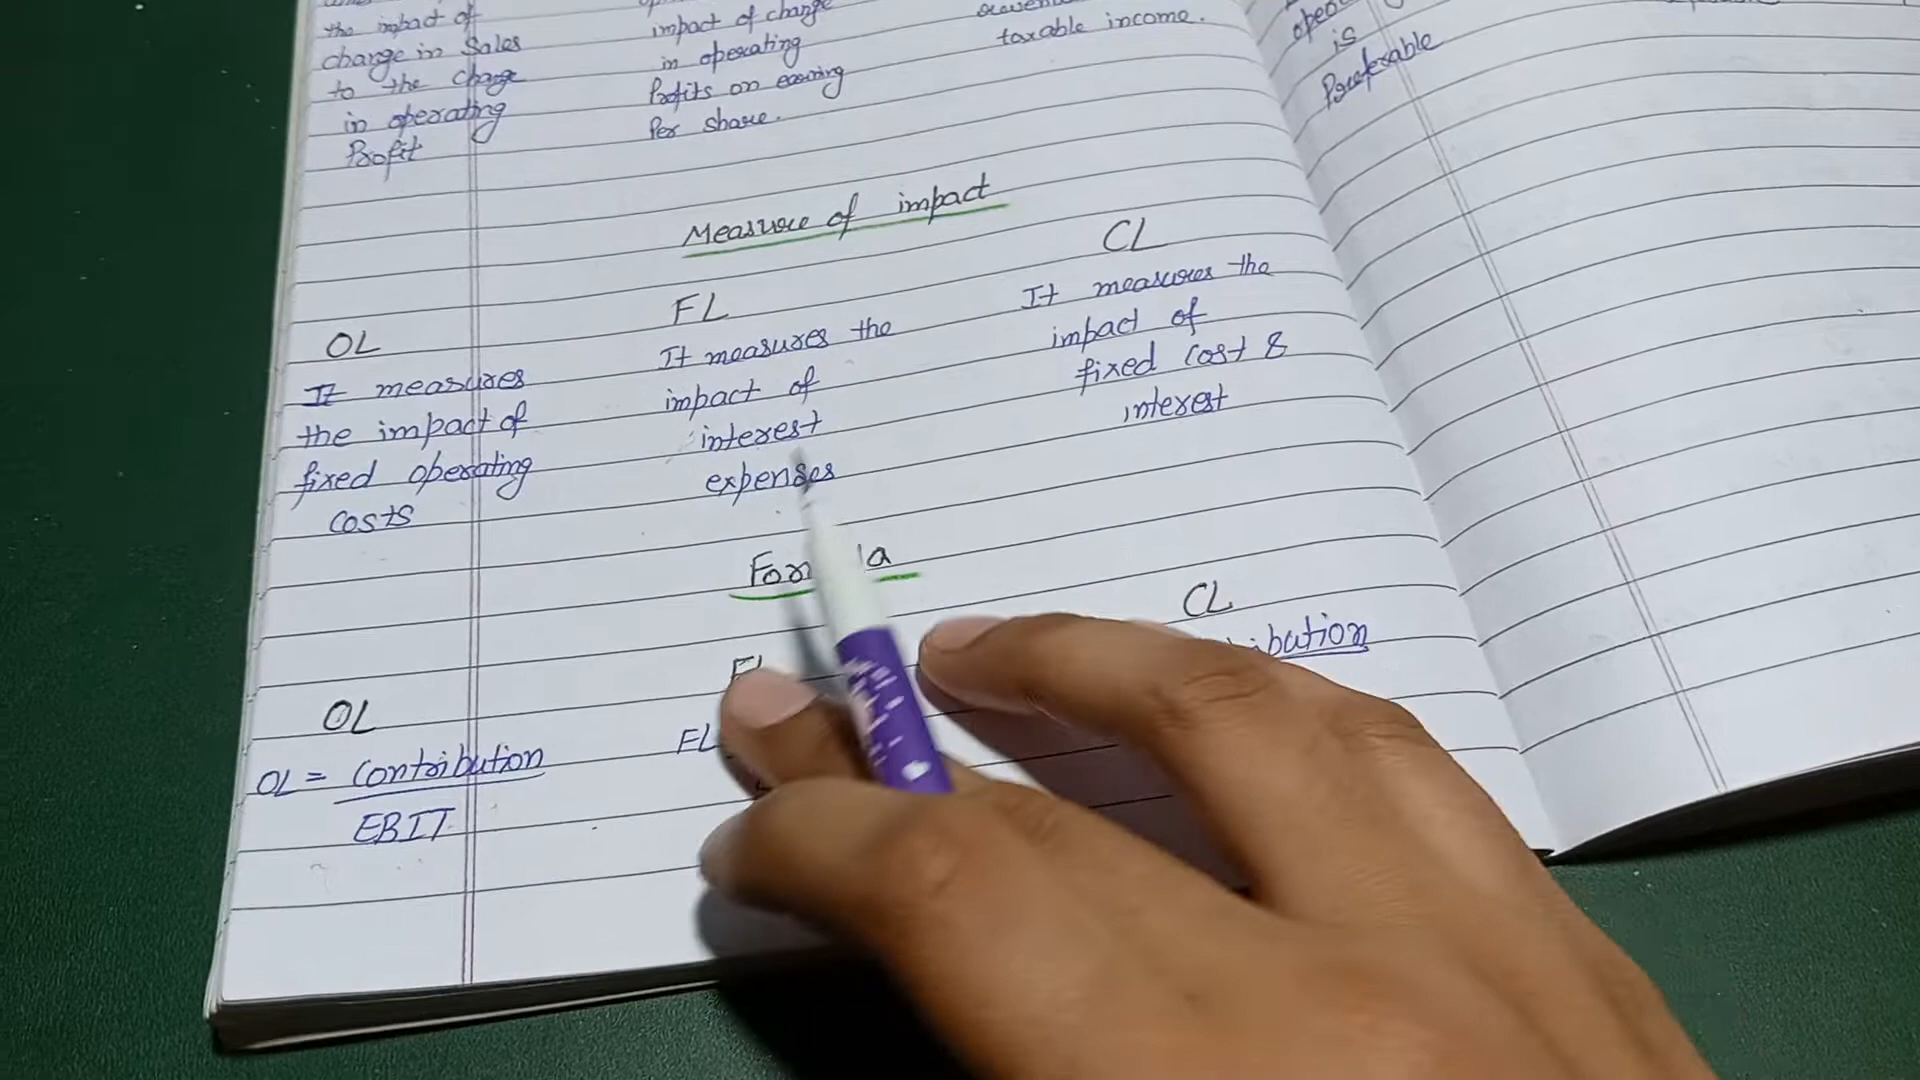 the impact of
change in Sales
to the change
in operating
Profit
impact of change
in operating
Profits on earning
Per share.
taxable income.
is
Preferable
Measure of impact
OL
It measures
the impact of
fixed operating
costs
FL
It measures the
impact of
interest
expenses
CL
It measures the
impact of
fixed cost &
interest
OL
OL = Contribution
EBIT
FL
FL
CL